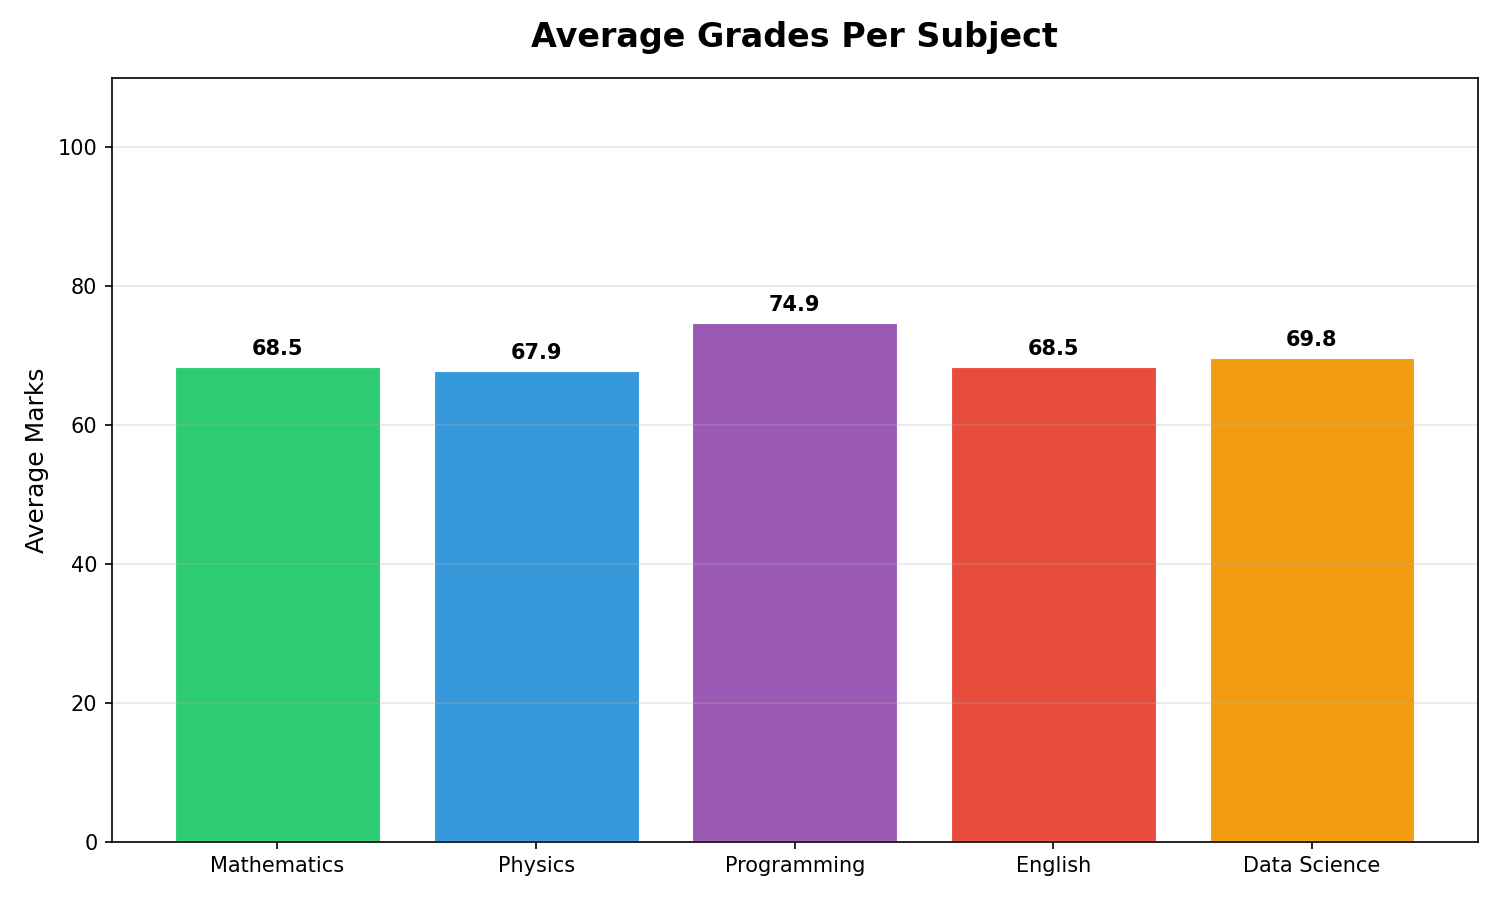 Average Grades Per Subject
Average Marks
100
80
60
40
20
0
68.5
67.9
74.9
68.5
69.8
Mathematics
Physics
Programming
English
Data Science